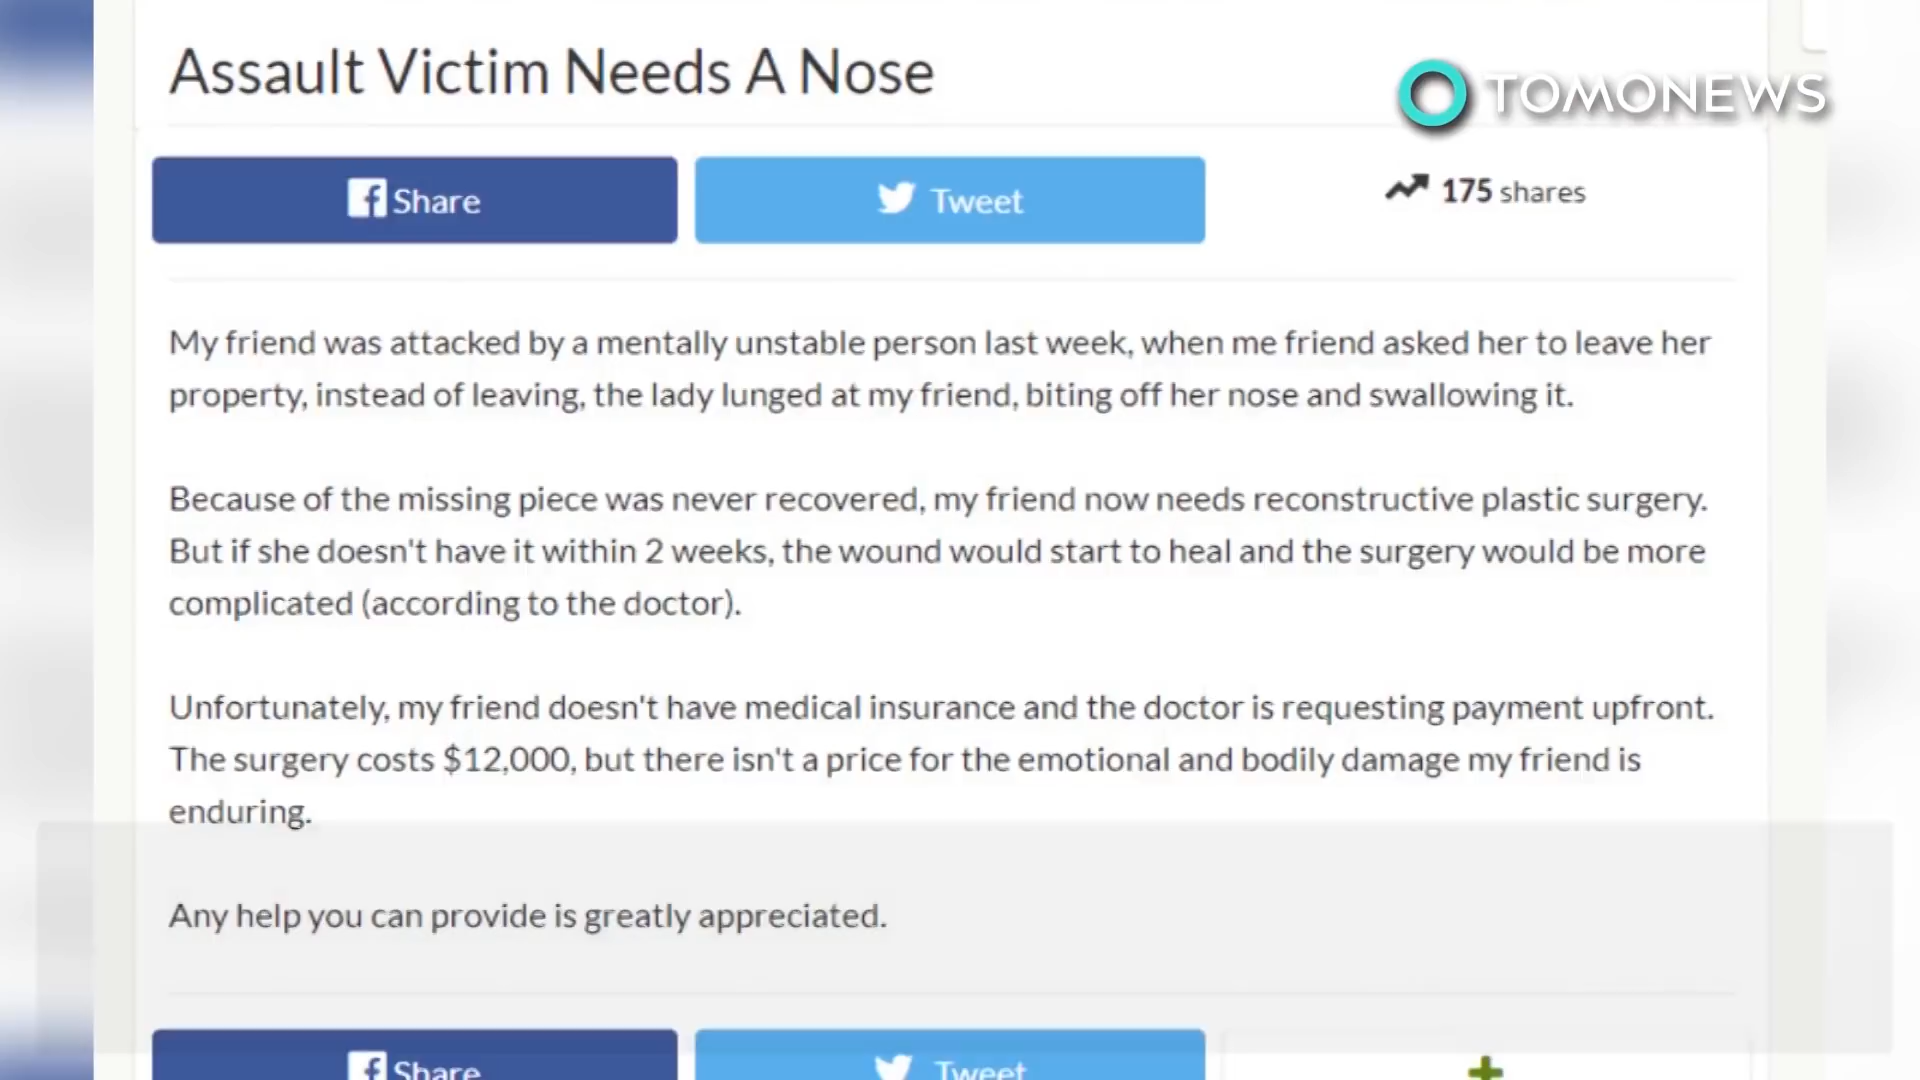 Assault Victim Needs A Nose
TOMONEWS
Share
Tweet
175 shares
My friend was attacked by a mentally unstable person last week, when me friend asked her to leave her
property, instead of leaving, the lady lunged at my friend, biting off her nose and swallowing it.
Because of the missing piece was never recovered, my friend now needs reconstructive plastic surgery.
But if she doesn't have it within 2 weeks, the wound would start to heal and the surgery would be more
complicated (according to the doctor).
Unfortunately, my friend doesn't have medical insurance and the doctor is requesting payment upfront.
The surgery costs $12,000, but there isn't a price for the emotional and bodily damage my friend is
enduring.
Any help you can provide is greatly appreciated.
Share
Tweet